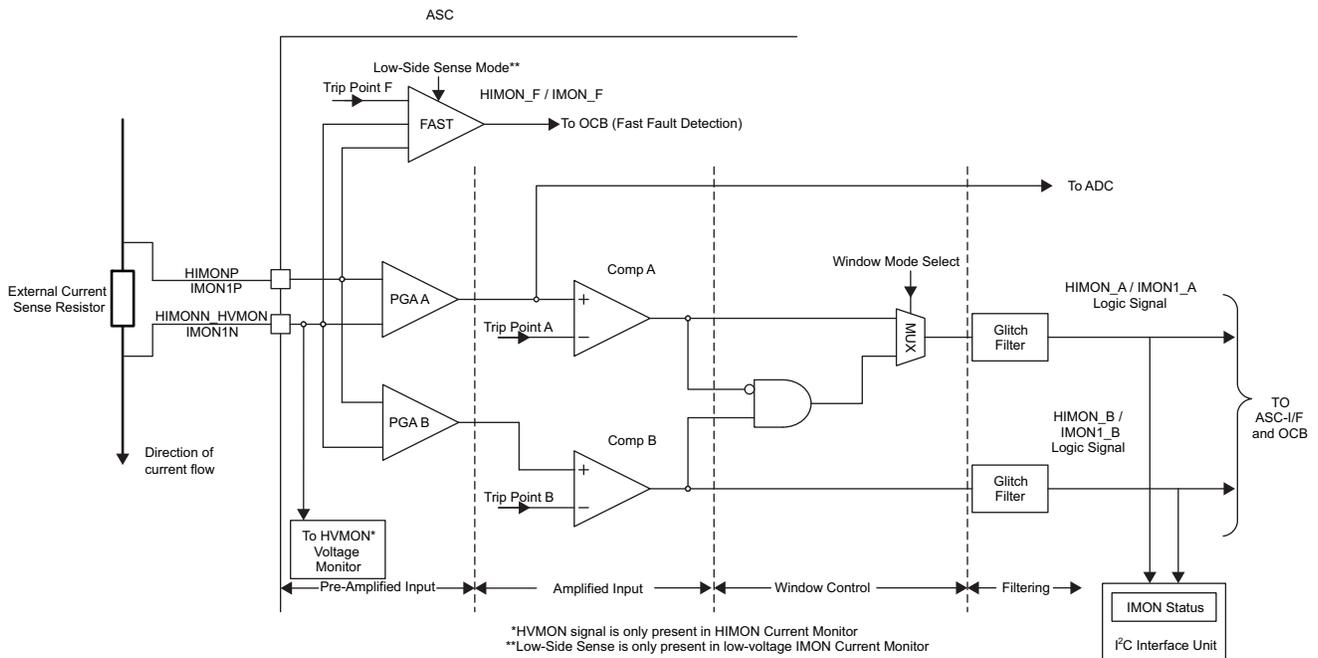 ASC
Low-Side Sense Mode**
Trip Point F
HIMON_F / IMON_F
FAST
To OCB (Fast Fault Detection)
To ADC
External Current
Sense Resistor
HIMONP
IMON1P
HIMONN_HVMON
IMON1N
PGA A
PGA B
Comp A
Trip Point A
+
−
Comp B
Trip Point B
+
−
Window Mode Select
MUX
HIMON_A / IMON1_A
Logic Signal
Glitch
Filter
HIMON_B /
IMON1_B
Logic Signal
Glitch
Filter
TO
ASC-I/F
and OCB
Direction of
current flow
To HVMON*
Voltage
Monitor
Pre-Amplified Input
Amplified Input
Window Control
Filtering
IMON Status
I²C Interface Unit
*HVMON signal is only present in HIMON Current Monitor
**Low-Side Sense is only present in low-voltage IMON Current Monitor